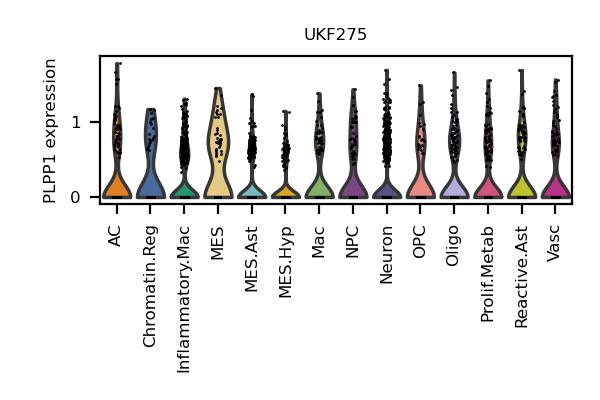 UKF275
PLPP1 expression
1
0
AC
Chromatin.Reg
Inflammatory.Mac
MES
MES.Ast
MES.Hyp
Mac
NPC
Neuron
OPC
Oligo
Prolif.Metab
Reactive.Ast
Vasc